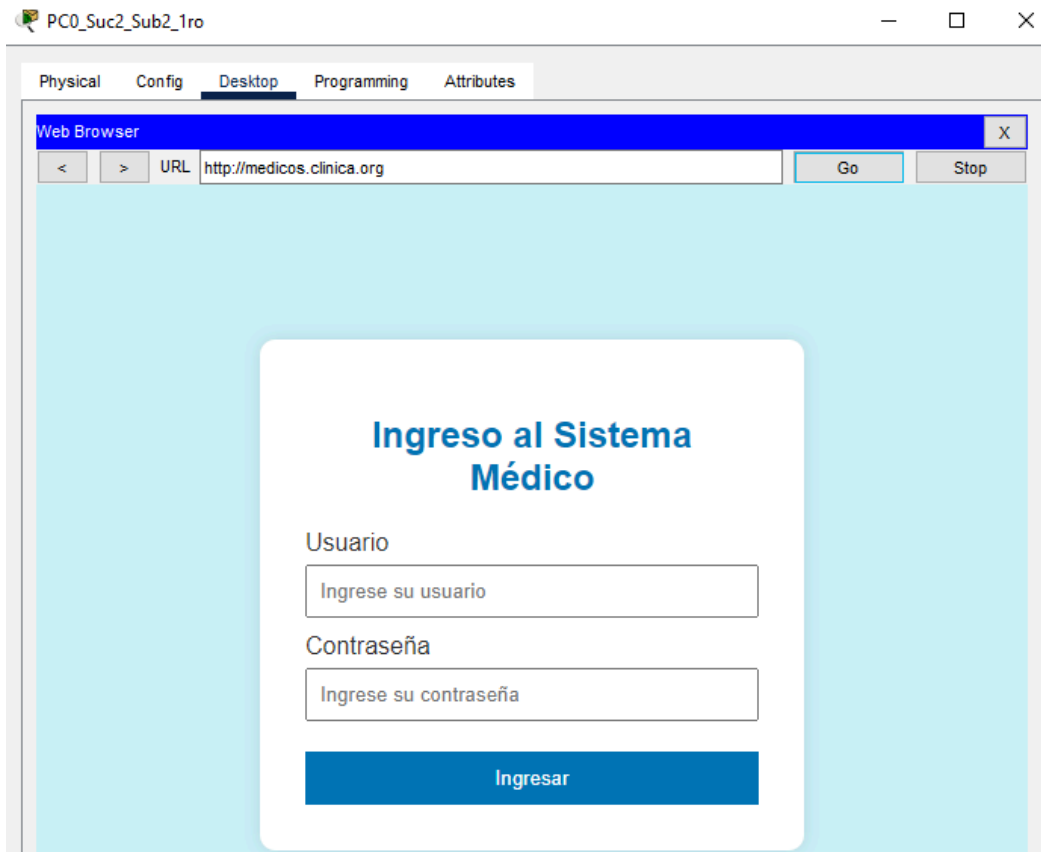 PC0_Suc2_Sub2_1ro
Physical Config Desktop Programming Attributes
Web Browser X
< > URL http://medicos.clinica.org Go Stop
Ingreso al Sistema
Médico
Usuario
Ingrese su usuario
Contraseña
Ingrese su contraseña
Ingresar